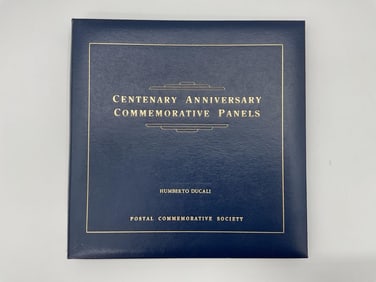 CENTENARY ANNIVERSARY
COMMEMORATIVE PANELS
HUMBERTO DUCALI
POSTAL COMMEMORATIVE SOCIETY